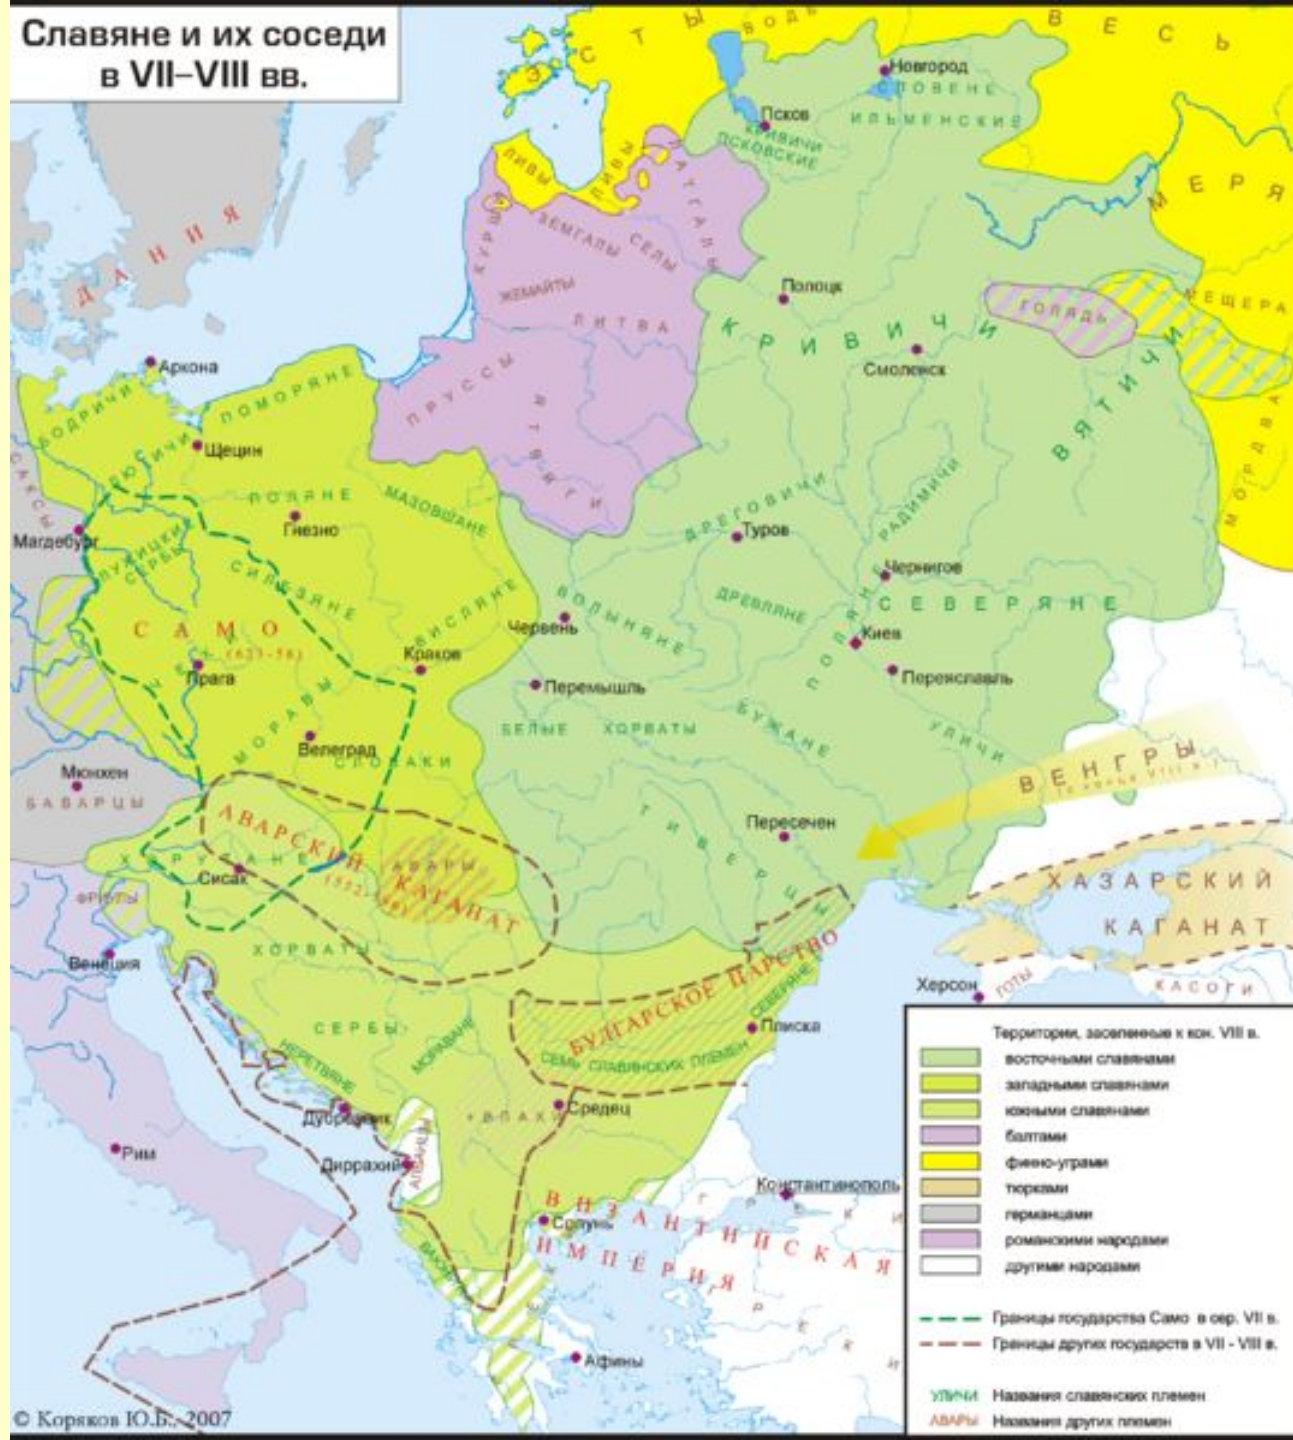 Славяне и их соседи
в VII–VIII вв.
ВОДЬ
ВЕСЬ
Новгород
СЛОВЕНЕ
ИЛЬМЕНСКИЕ
Псков
КРИВИЧИ
ПСКОВСКИЕ
ЛИВЫ
ЛИВЫ
ЛАТГАЛЫ
МЕРЯ
КУРШИ
ЗЕМГАЛЫ
СЕЛЫ
ДАНИЯ
ЖЕМАЙТЫ
ЛИТВА
Полоцк
КРИВИЧИ
ГОЛЯДЬ
МЕЩЕРА
Смоленск
ВЯТИЧИ
Аркона
ПРУССЫ
ЯТВЯГИ
БОДРИЧИ
ПОМОРЯНЕ
Щецин
ЛЮТИЧИ
САКСЫ
ПОЛЯНЕ
МАЗОВШАНЕ
Гнезно
МОРДВА
ДРЕГОВИЧИ
РАДИМИЧИ
Туров
Магдебург
ЛУЖИЦКИЕ
СЕРБЫ
СИЛЕЗЯНЕ
Чернигов
СЕВЕРЯНЕ
ДРЕВЛЯНЕ
ПОЛЯНЕ
Киев
ВИСЛЯНЕ
Червень
ВОЛЫНЯНЕ
САМО
Краков
Прага
Перемышль
Переяславль
МОРАВЫ
БЕЛЫЕ ХОРВАТЫ
БУЖАНЕ
УЛИЧИ
Велеград
СЛОВАКИ
ВЕНГРЫ
Мюнхен
БАВАРЦЫ
АВАРСКИЙ КАГАНАТ
АВАРЫ
ТИВЕРЦЫ
Пересечен
ХОРУТАНЕ
Сисак
ФРИУЛЫ
ХАЗАРСКИЙ
КАГАНАТ
Венеция
ХОРВАТЫ
БУЛГАРСКОЕ ЦАРСТВО
СЕВЕРЯНЕ
Херсон
ГОТЫ
КАСОГИ
СЕРБЫ
МОРАВАНЕ
НЕРЕТВЯНЕ
Плиска
СЕМЬ СЛАВЯНСКИХ ПЛЕМЕН
Дубровник
ВЛАХИ
Средец
Рим
Диррахий
АЛБАНЦЫ
Константинополь
ГРЕКИ
ВИЗАНТИЙСКАЯ
ИМПЕРИЯ
Солунь
ГРЕКИ
Афины
Территории, заселенные к кон. VIII в.
восточными славянами
западными славянами
южными славянами
балтами
финно-уграми
тюрками
германцами
романскими народами
другими народами
Границы государства Само в сер. VII в.
Границы других государств в VII - VIII в.
УЛИЧИ Названия славянских племен
АВАРЫ Названия других племен
© Коряков Ю.Б., 2007